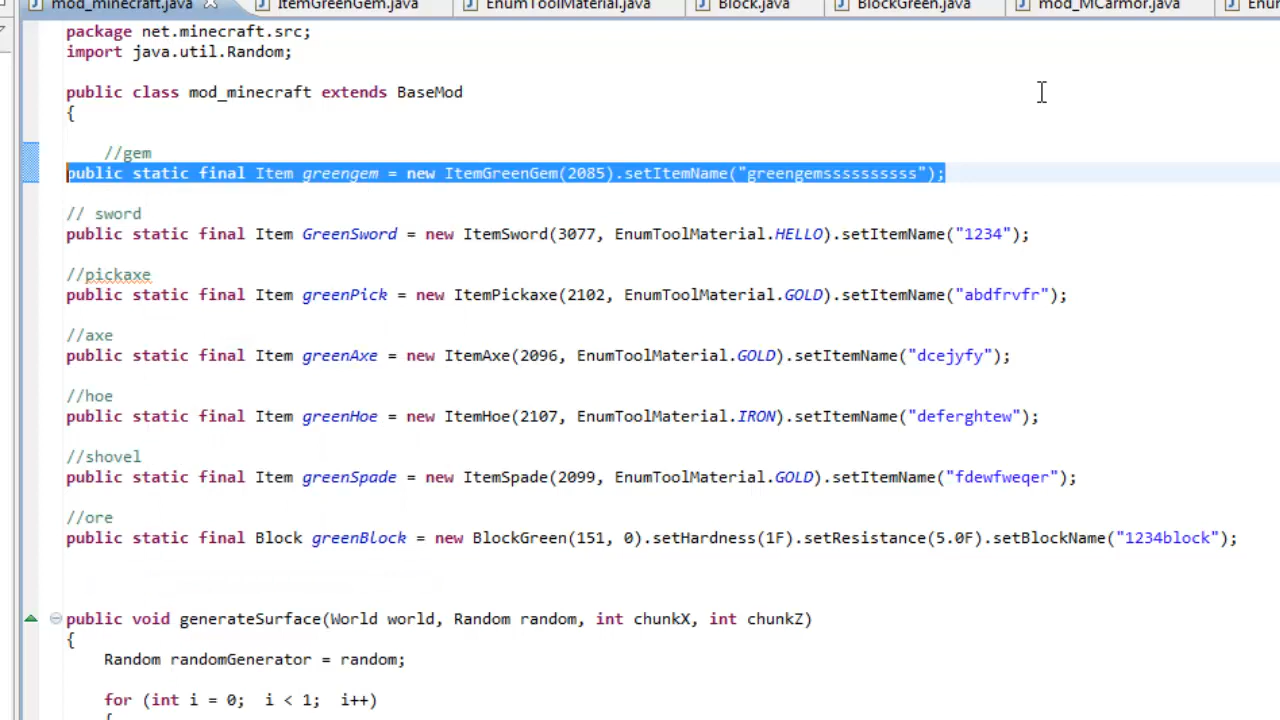 mod_minecraft.java ItemGreenGem.java EnumToolMaterial.java Block.java BlockGreen.java mod_MCarmor.java
package net.minecraft.src;
import java.util.Random;
public class mod_minecraft extends BaseMod
{
//gem
public static final Item greengem = new ItemGreenGem(2085).setItemName("greengemssssssssss");
// sword
public static final Item GreenSword = new ItemSword(3077, EnumToolMaterial.HELLO).setItemName("1234");
//pickaxe
public static final Item greenPick = new ItemPickaxe(2102, EnumToolMaterial.GOLD).setItemName("abdfrvfr");
//axe
public static final Item greenAxe = new ItemAxe(2096, EnumToolMaterial.GOLD).setItemName("dcejyfy");
//hoe
public static final Item greenHoe = new ItemHoe(2107, EnumToolMaterial.IRON).setItemName("deferghtew");
//shovel
public static final Item greenSpade = new ItemSpade(2099, EnumToolMaterial.GOLD).setItemName("fdewfweqer");
//ore
public static final Block greenBlock = new BlockGreen(151, 0).setHardness(1F).setResistance(5.0F).setBlockName("1234block");
public void generateSurface(World world, Random random, int chunkX, int chunkZ)
{
Random randomGenerator = random;
for (int i = 0; i < 1; i++)
{